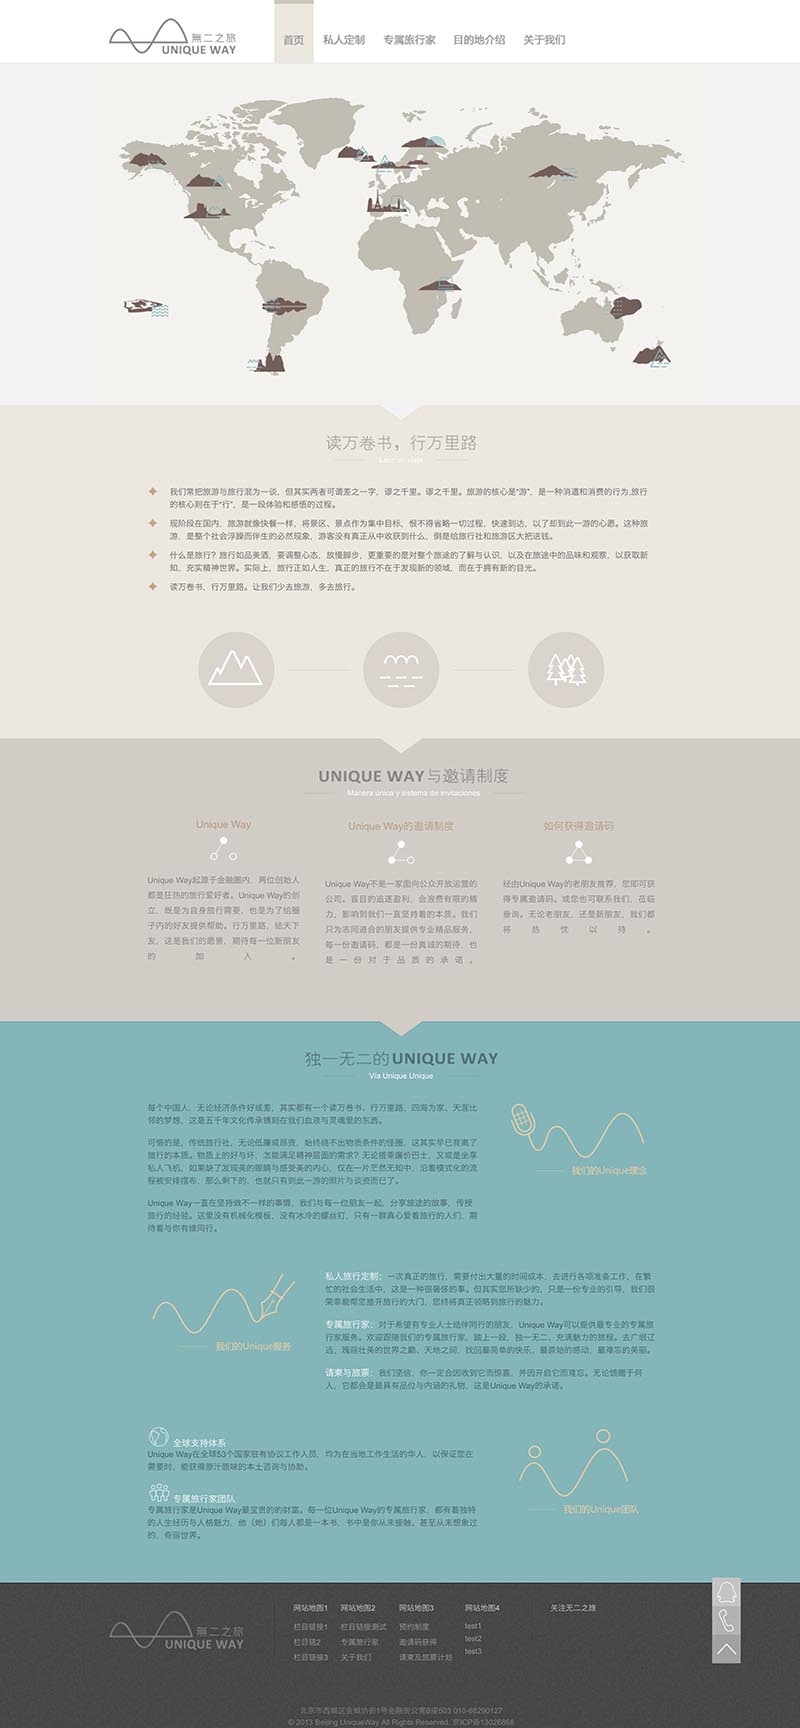 無二之旅
UNIQUE WAY
首页 私人定制 专属旅行家 目的地介绍 关于我们
读万卷书，行万里路
我们常把旅游与旅行混为一谈，但其实两者可谓差之一字，谬之千里。谬之千里。旅游的核心是“游”，是一种消遣和消费的行为,旅行
的核心则在于“行”，是一段体验和感悟的过程。
现阶段在国内，旅游就像快餐一样，将景区、景点作为集中目标，恨不得省略一切过程，快速到达，以了却到此一游的心愿。这种旅
游，是整个社会浮躁而伴生的必然现象，游客没有真正从中收获到什么，倒是给旅行社和旅游区大把送钱。
什么是旅行？旅行如品美酒，要调整心态，放慢脚步，更重要的是对整个旅途的了解与认识，以及在旅途中的品味和观察，以获取新
知，充实精神世界。实际上，旅行正如人生，真正的旅行不在于发现新的领域，而在于拥有新的目光。
读万卷书，行万里路。让我们少去旅游，多去旅行。
UNIQUE WAY与邀请制度
Manera única y sistema de invitaciones
Unique Way
Unique Way起源于金融圈内，两位创始人
都是狂热的旅行爱好者。Unique Way的创
立，既是为自身旅行需要，也是为了给圈
子内的好友提供帮助。行万里路，结天下
友，这是我们的愿景，期待每一位新朋友
的加入。
Unique Way的邀请制度
Unique Way不是一家面向公众开放运营的
公司。盲目的追逐盈利，会浪费有限的精
力，影响到我们一直坚持着的本质。我们
只为志同道合的朋友提供专业精品服务，
每一份邀请码，都是一份真诚的期待，也
是一份对于品质的承诺。
如何获得邀请码
经由Unique Way的老朋友推荐，您即可获
得专属邀请码。或您也可联系我们，莅临
垂询。无论老朋友，还是新朋友，我们都
将热忱以待。
独一无二的UNIQUE WAY
Vía Unique Unique
每个中国人，无论经济条件好或差，其实都有一个读万卷书、行万里路，四海为家、天涯比
邻的梦想，这是五千年文化传承镌刻在我们血液与灵魂里的东西。
可惜的是，传统旅行社，无论低廉或昂贵，始终绕不出物质条件的怪圈，这其实早已背离了
旅行的本质。物质上的好与坏，怎能满足精神层面的需求？无论搭乘廉价巴士，又或是坐享
私人飞机，如果缺了发现美的眼睛与感受美的内心，仅在一片茫然无知中，沿着模式化的流
程被安排摆布，那么剩下的，也就只有到此一游的照片与谈资而已了。
Unique Way一直在坚持做不一样的事情，我们与每一位朋友一起，分享旅途的故事，传授
旅行的经验。这里没有机械化模板，没有冰冷的螺丝钉，只有一群真心爱着旅行的人们，期
待着与你有缘同行。
我们的Unique理念
私人旅行定制：一次真正的旅行，需要付出大量的时间成本，去进行各项准备工作，在繁
忙的社会生活中，这是一种很奢侈的事。但其实您所缺少的，只是一份专业的引导，我们很
荣幸能帮您推开旅行的大门，您终将真正领略到旅行的魅力。
专属旅行家：对于希望有专业人士结伴同行的朋友，Unique Way可以提供最专业的专属旅
行家服务。欢迎跟随我们的专属旅行家，踏上一段，独一无二、充满魅力的旅程。去广垠辽
远，瑰丽壮美的世界之巅、天地之间，找回最简单的快乐，最原始的感动，最难忘的美丽。
请柬与旅票：我们坚信，你一定会因收到它而惊喜，并因开启它而难忘。无论馈赠于何
人，它都会是最具有品位与内涵的礼物，这是Unique Way的承诺。
我们的Unique服务
全球支持体系
Unique Way在全球53个国家驻有协议工作人员，均为在当地工作生活的华人，以保证您在
需要时，能获得原汁原味的本土咨询与协助。
专属旅行家团队
专属旅行家是Unique Way最宝贵的的财富。每一位Unique Way的专属旅行家，都有着独特
的人生经历与人格魅力，他（她）们每人都是一本书，书中是你从未接触、甚至从未想象过
的，奇丽世界。
我们的Unique团队
無二之旅
UNIQUE WAY
网站地图1 网站地图2 网站地图3 网站地图4 关注无二之旅
栏目链接1 栏目链接测试 预约制度 test1
栏目链2 专属旅行家 邀请码获得 test2
栏目链接3 关于我们 请柬及旅票计划 test3
北京市西城区金城坊街1号金融街公寓B座503 010-66290127
© 2013 Beijing UniqueWay All Rights Reserved. 京ICP备13026868